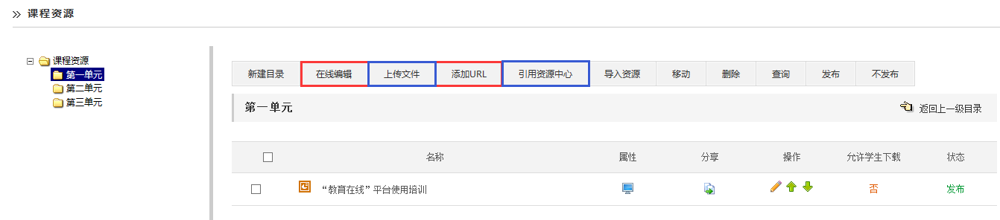 课程资源
课程资源
第一单元
第二单元
第三单元
新建目录 在线编辑 上传文件 添加URL 引用资源中心 导入资源 移动 删除 查询 发布 不发布
第一单元 返回上一级目录
名称 属性 分享 操作 允许学生下载 状态
“教育在线”平台使用培训 否 发布